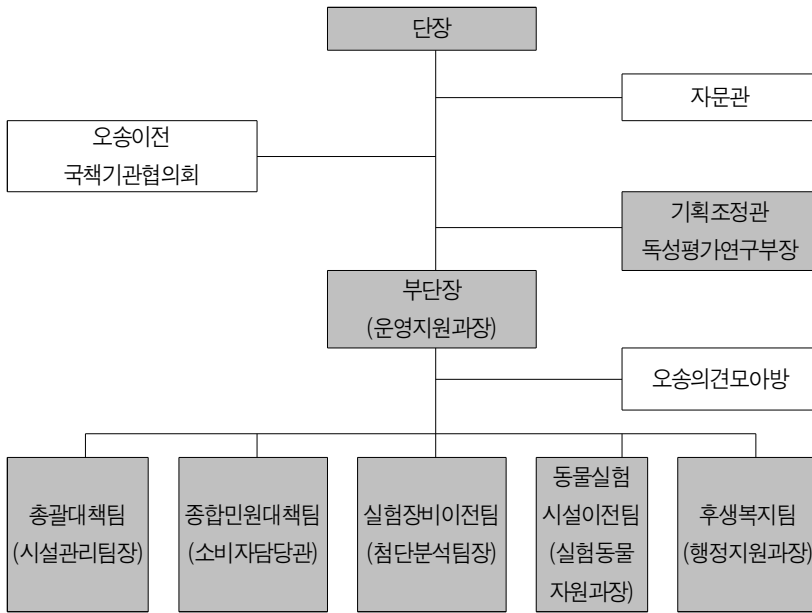 단장
자문관
오송이전
국책기관협의회
기획조정관
독성평가연구부장
부단장
(운영지원과장)
오송의견모아방
총괄대책팀
(시설관리팀장)
종합민원대책팀
(소비자담당관)
실험장비이전팀
(첨단분석팀장)
동물실험
시설이전팀
(실험동물
자원과장)
후생복지팀
(행정지원과장)